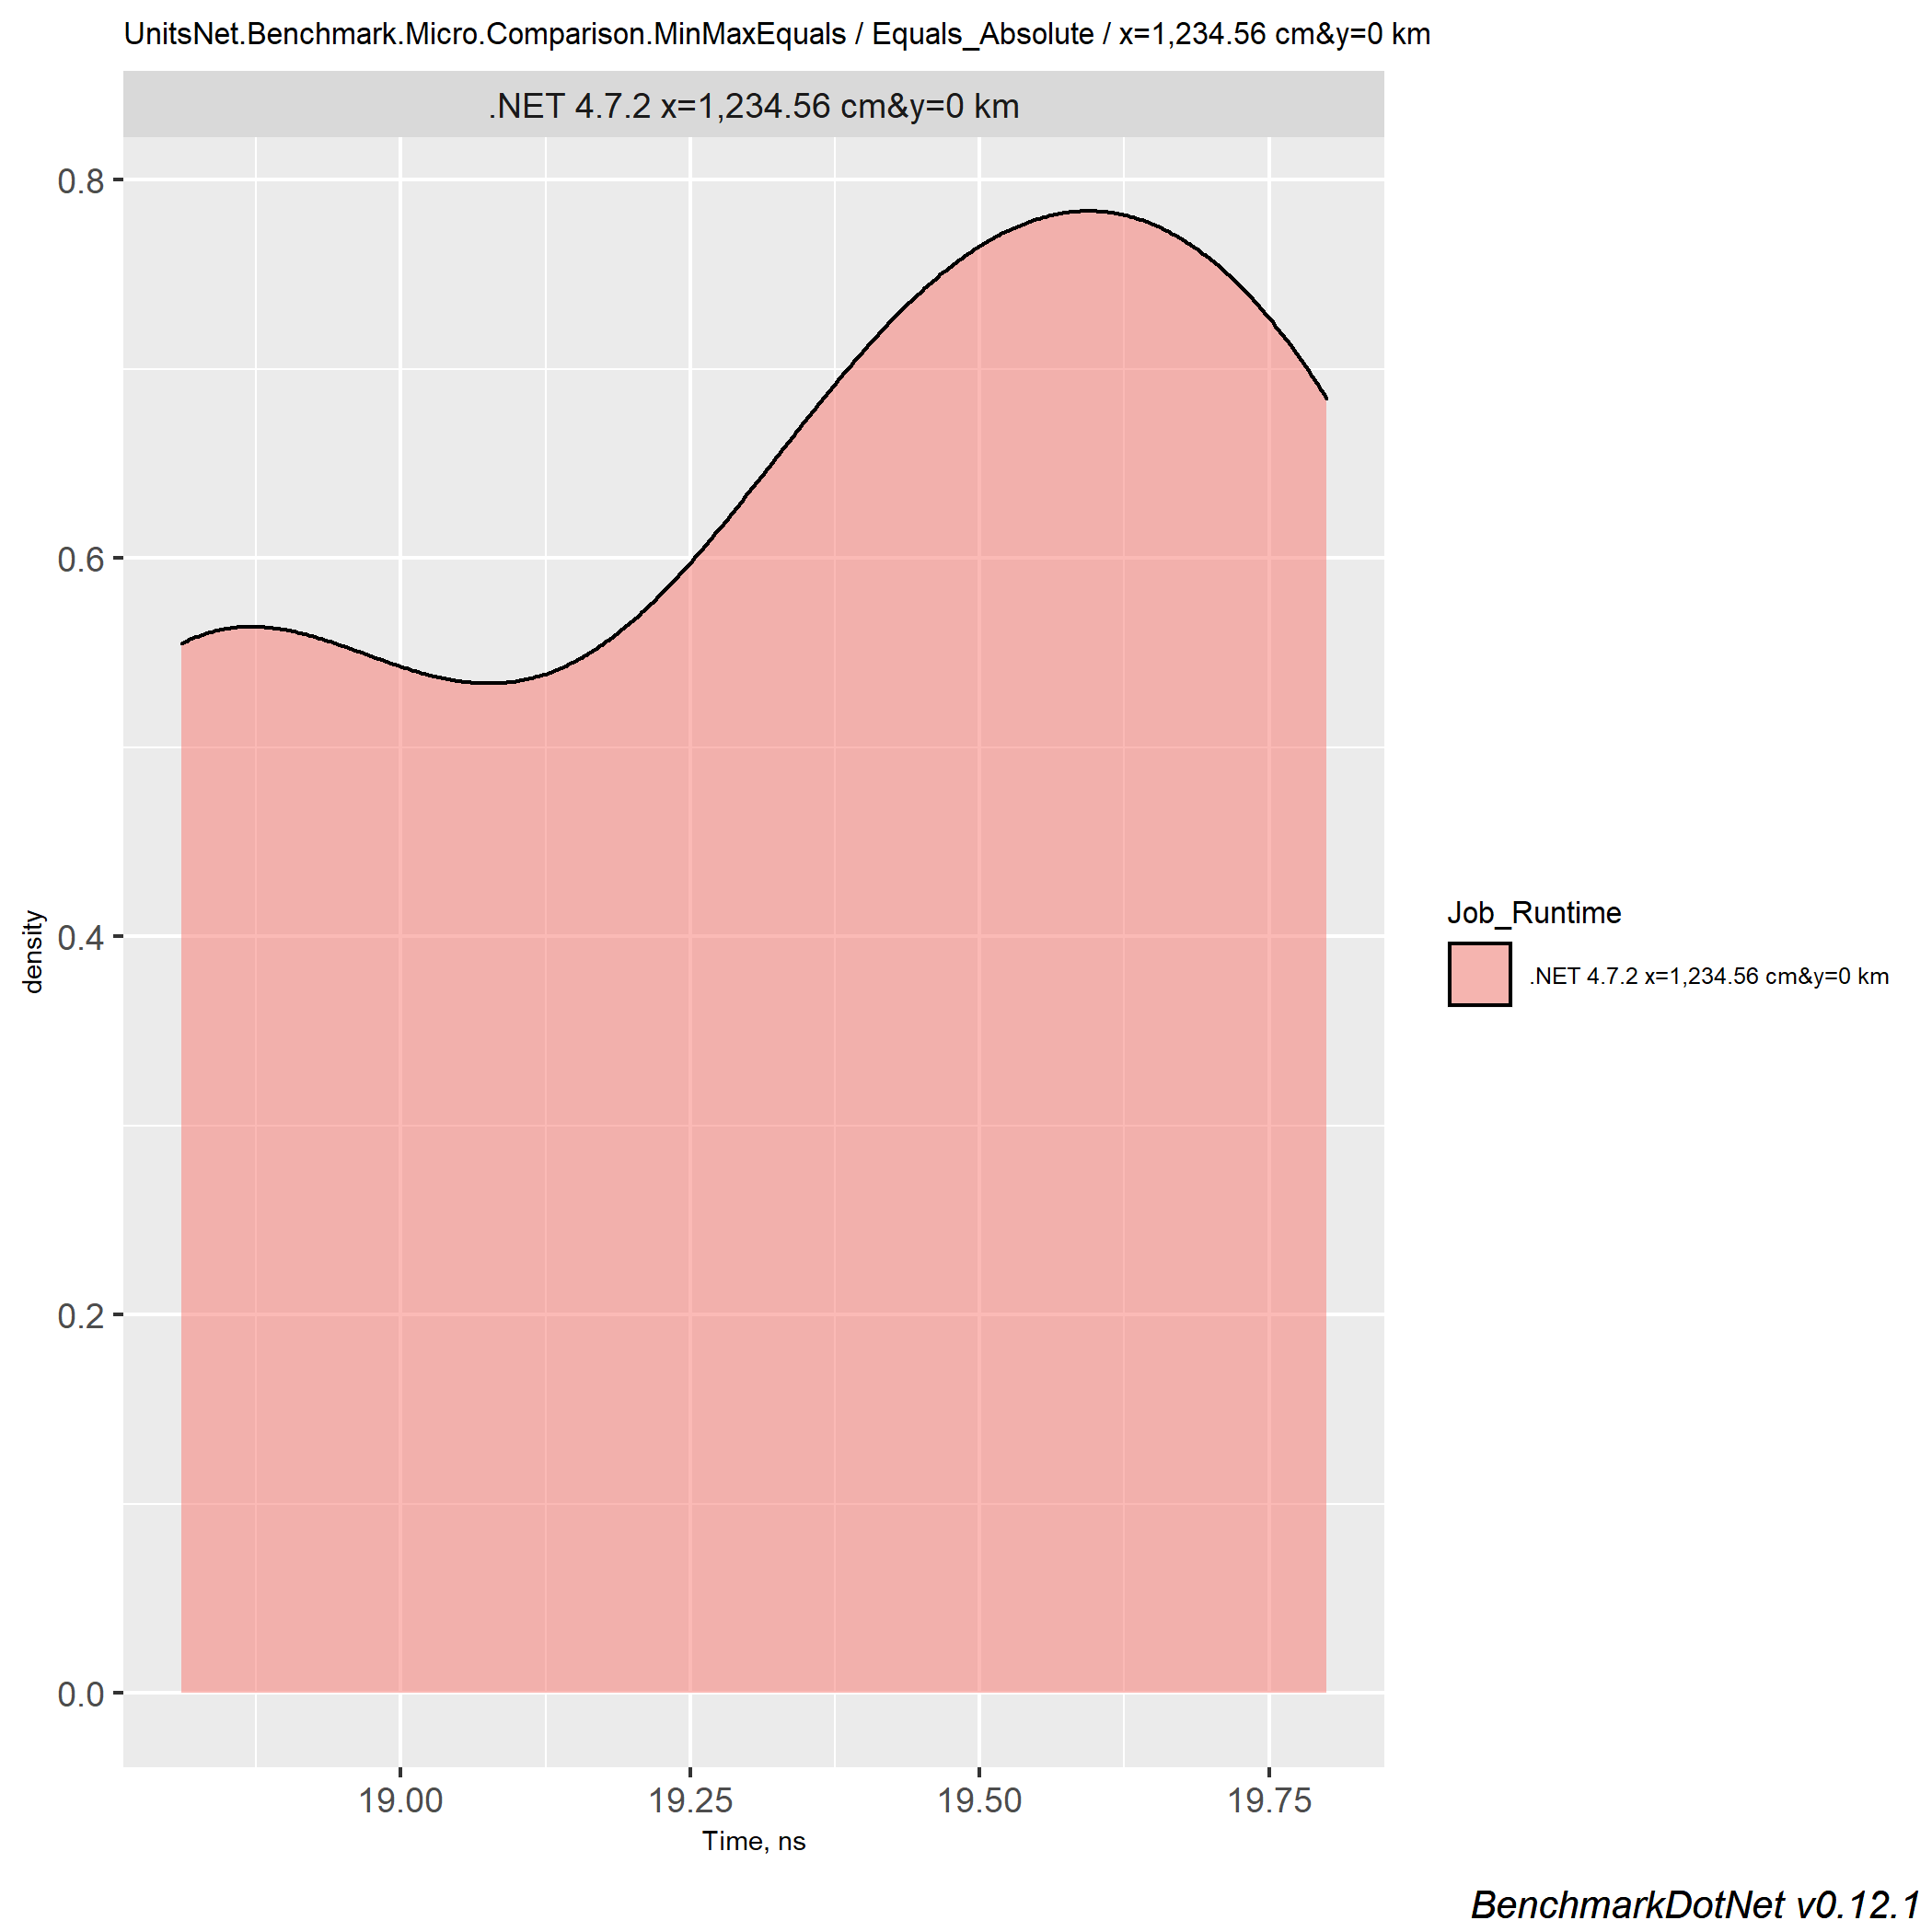 UnitsNet.Benchmark.Micro.Comparison.MinMaxEquals / Equals_Absolute / x=1,234.56 cm&y=0 km
.NET 4.7.2 x=1,234.56 cm&y=0 km
0.8
0.6
0.4
0.2
0.0
density
19.00 19.25 19.50 19.75
Time, ns
Job_Runtime
.NET 4.7.2 x=1,234.56 cm&y=0 km
BenchmarkDotNet v0.12.1